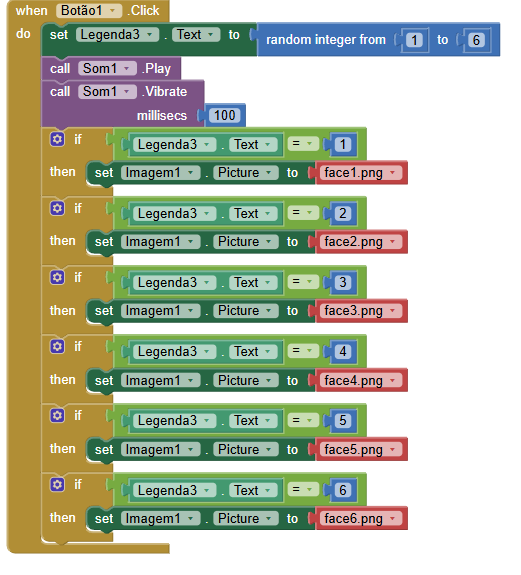 when Botão1 .Click
do set Legenda3 . Text to random integer from 1 to 6
call Som1 .Play
call Som1 .Vibrate
millisecs 100
if Legenda3 . Text = 1
then set Imagem1 . Picture to face1.png
if Legenda3 . Text = 2
then set Imagem1 . Picture to face2.png
if Legenda3 . Text = 3
then set Imagem1 . Picture to face3.png
if Legenda3 . Text = 4
then set Imagem1 . Picture to face4.png
if Legenda3 . Text = 5
then set Imagem1 . Picture to face5.png
if Legenda3 . Text = 6
then set Imagem1 . Picture to face6.png